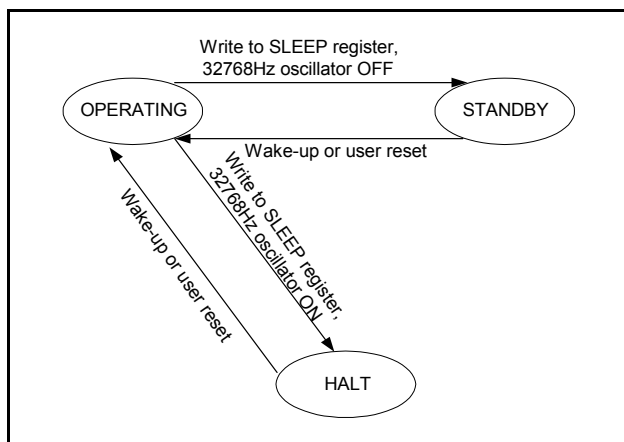 Write to SLEEP register,
32768Hz oscillator OFF
OPERATING
STANDBY
Wake-up or user reset
Write to SLEEP register,
32768Hz oscillator ON
Wake-up or user reset
HALT